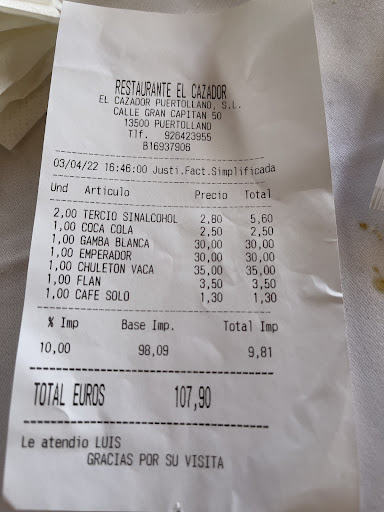 RESTAURANTE EL CAZADOR
EL CAZADOR PUERTOLLANO, S.L.
CALLE GRAN CAPITAN 50
13500 PUERTOLLANO
Tlf. 926423955
B16937906
03/04/22 16:46:00 Justi.Fact.Simplificada
Und Articulo Precio Total
2,00 TERCIO SINALCOHOL 2,80 5,60
1,00 COCA COLA 2,50 2,50
1,00 GAMBA BLANCA 30,00 30,00
1,00 EMPERADOR 30,00 30,00
1,00 CHULETON VACA 35,00 35,00
1,00 FLAN 3,50 3,50
1,00 CAFE SOLO 1,30 1,30
% Imp Base Imp. Total Imp
10,00 98,09 9,81
TOTAL EUROS 107,90
Le atendio LUIS
GRACIAS POR SU VISITA